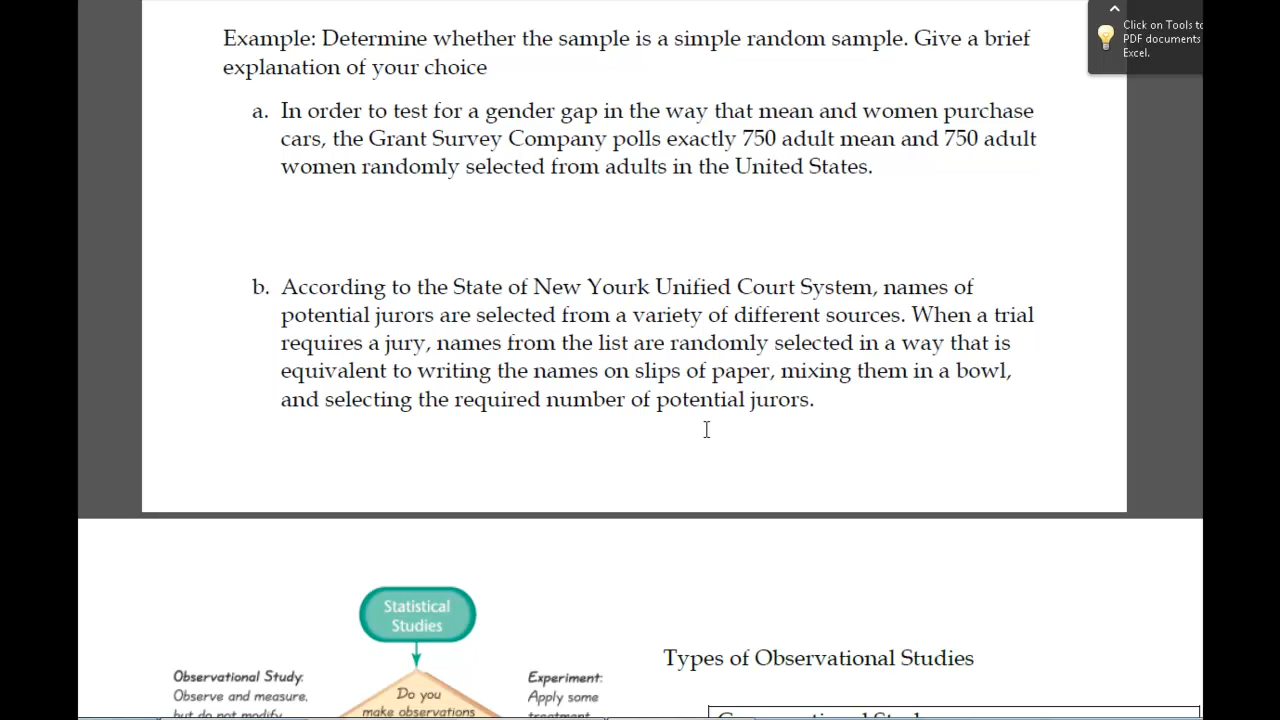 Click on Tools to
PDF documents
Excel.
Example: Determine whether the sample is a simple random sample. Give a brief
explanation of your choice
a. In order to test for a gender gap in the way that mean and women purchase
cars, the Grant Survey Company polls exactly 750 adult mean and 750 adult
women randomly selected from adults in the United States.
b. According to the State of New Yourk Unified Court System, names of
potential jurors are selected from a variety of different sources. When a trial
requires a jury, names from the list are randomly selected in a way that is
equivalent to writing the names on slips of paper, mixing them in a bowl,
and selecting the required number of potential jurors.
Statistical
Studies
Observational Study:
Observe and measure,
but do not modify
Do you
make observations
Experiment:
Apply some
treatment
Types of Observational Studies